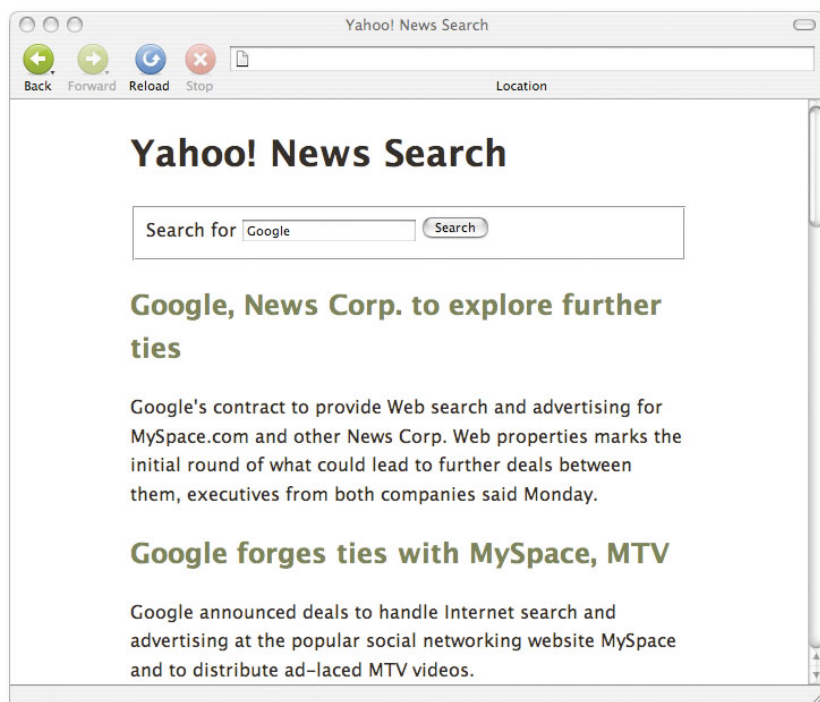 Yahoo! News Search
Back Forward Reload Stop Location
Yahoo! News Search
Search for Google Search
Google, News Corp. to explore further
ties
Google's contract to provide Web search and advertising for
MySpace.com and other News Corp. Web properties marks the
initial round of what could lead to further deals between
them, executives from both companies said Monday.
Google forges ties with MySpace, MTV
Google announced deals to handle Internet search and
advertising at the popular social networking website MySpace
and to distribute ad-laced MTV videos.